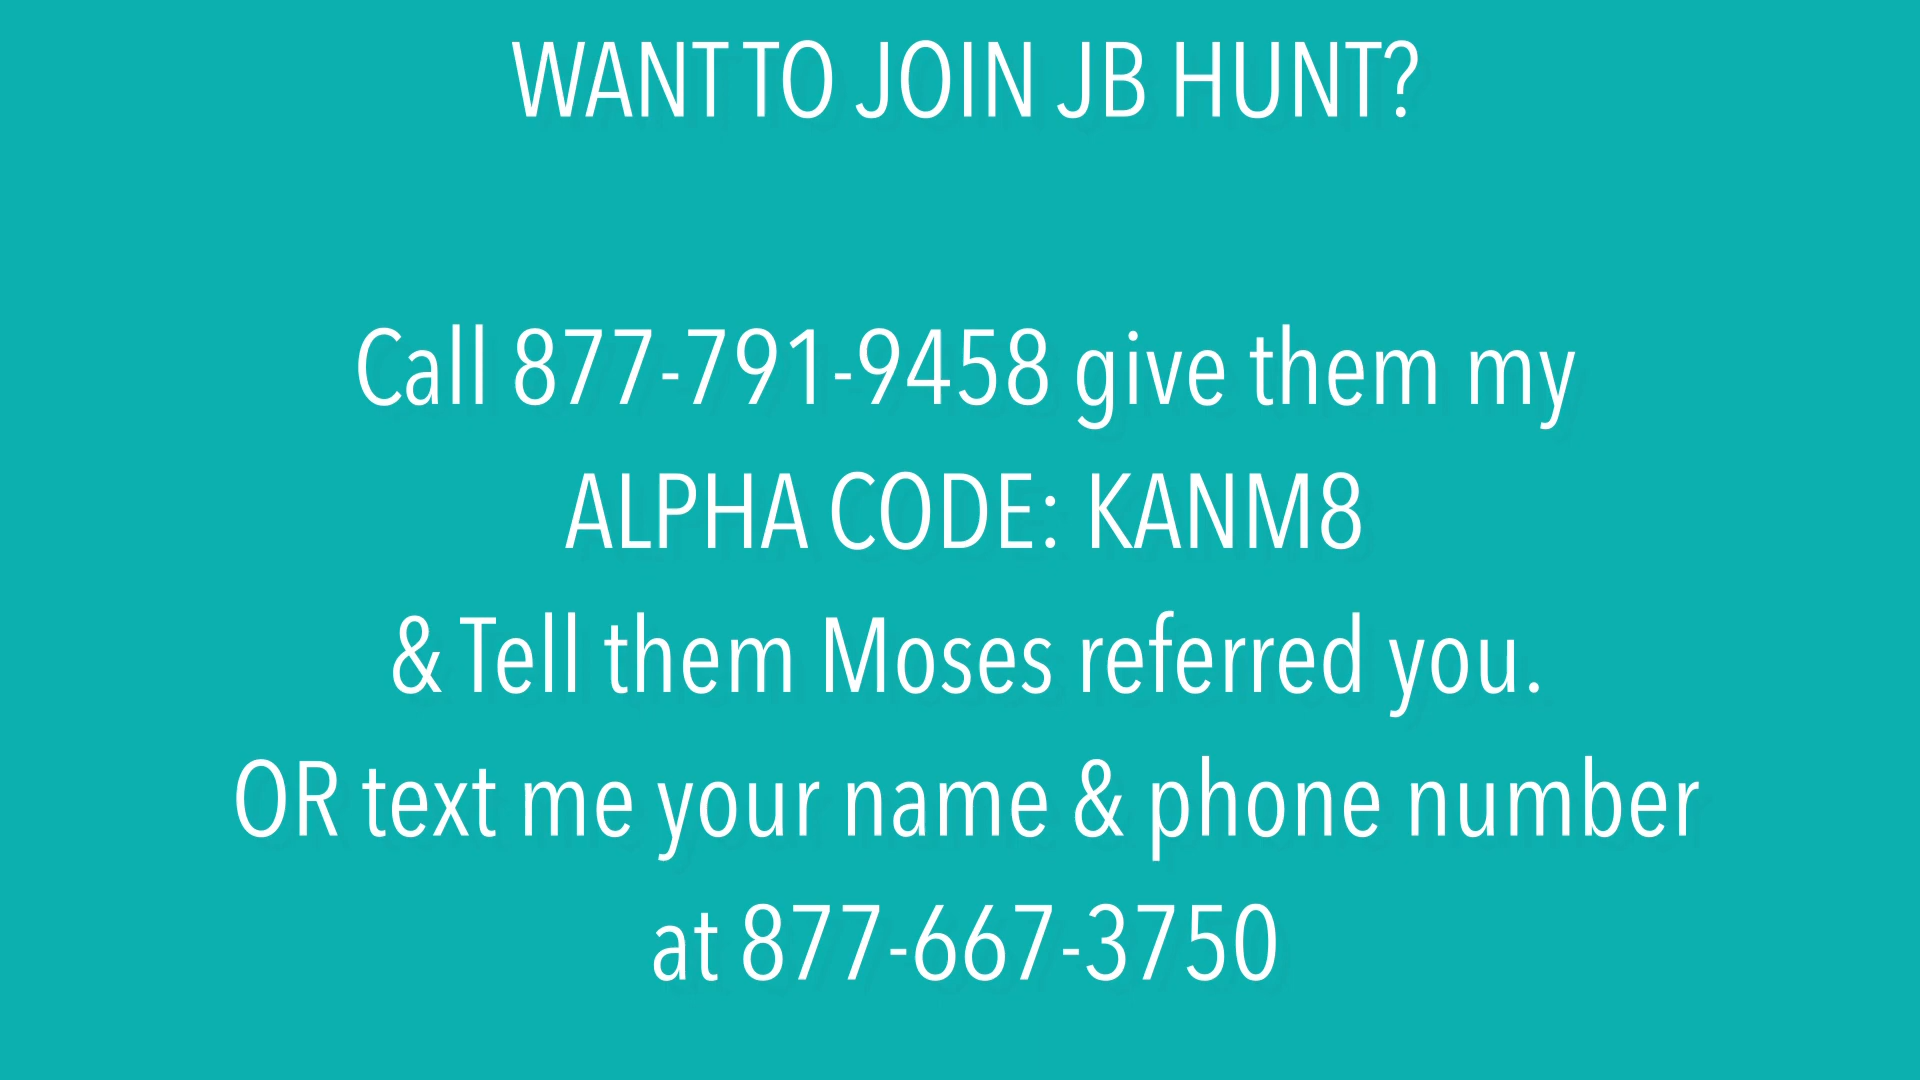 WANT TO JOIN JB HUNT?
Call 877-791-9458 give them my
ALPHA CODE: KANM8
& Tell them Moses referred you.
OR text me your name & phone number
at 877-667-3750